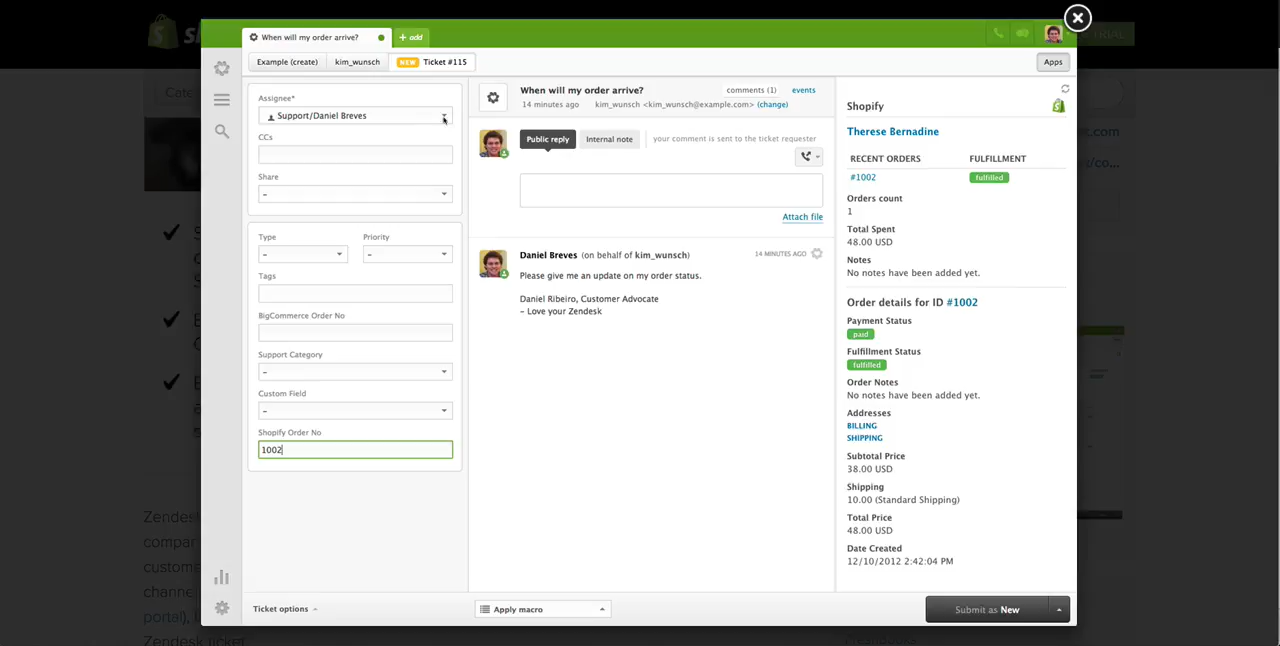 When will my order arrive?
+ add
Example (create)
kim_wunsch
NEW Ticket #115
Apps
Assignee*
Support/Daniel Breves
CCs
Share
-
Type
Priority
-
-
Tags
BigCommerce Order No
Support Category
-
Custom Field
-
Shopify Order No
1002
Ticket options
When will my order arrive?
comments (1)
events
14 minutes ago
kim_wunsch <kim_wunsch@example.com> (change)
Public reply
Internal note
your comment is sent to the ticket requester
Attach file
Daniel Breves (on behalf of kim_wunsch)
14 MINUTES AGO
Please give me an update on my order status.
Daniel Ribeiro, Customer Advocate
– Love your Zendesk
Apply macro
Shopify
Therese Bernadine
RECENT ORDERS
FULFILLMENT
#1002
fulfilled
Orders count
1
Total Spent
48.00 USD
Notes
No notes have been added yet.
Order details for ID #1002
Payment Status
paid
Fulfillment Status
fulfilled
Order Notes
No notes have been added yet.
Addresses
BILLING
SHIPPING
Subtotal Price
38.00 USD
Shipping
10.00 (Standard Shipping)
Total Price
48.00 USD
Date Created
12/10/2012 2:42:04 PM
Submit as New
Zendesk
compar
custom
channe
portal),
Zendesk ticket